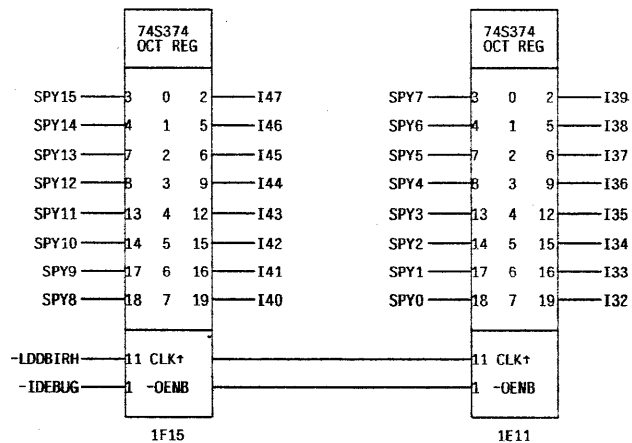 74S374 74S374
OCT REG OCT REG
SPY15 3 0 2 I47 SPY7 3 0 2 I39
SPY14 4 1 5 I46 SPY6 4 1 5 I38
SPY13 7 2 6 I45 SPY5 7 2 6 I37
SPY12 8 3 9 I44 SPY4 8 3 9 I36
SPY11 13 4 12 I43 SPY3 13 4 12 I35
SPY10 14 5 15 I42 SPY2 14 5 15 I34
SPY9 17 6 16 I41 SPY1 17 6 16 I33
SPY8 18 7 19 I40 SPY0 18 7 19 I32
-LDDBIRH 11 CLK↑ 11 CLK↑
-IDEBUG 1 -OENB 1 -OENB
1F15 1E11